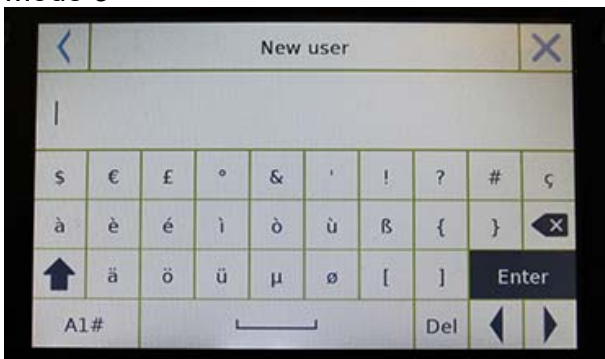 New user
$ € £ ° & ' ! ? # ç
à è é ì ò ù ß { }
ä ö ü µ ø [ ] Enter
A1# Del